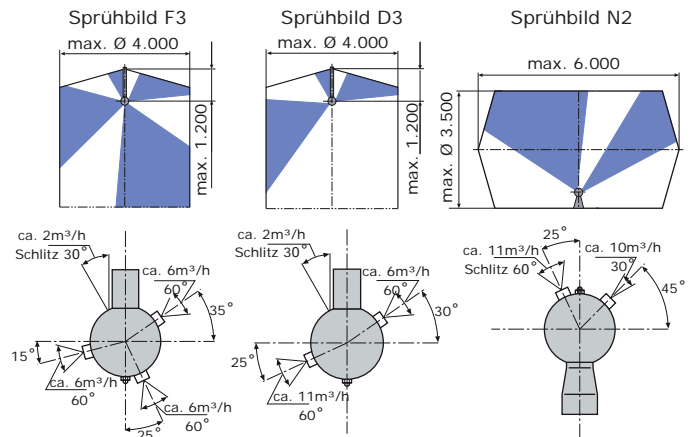 Sprühbild F3
max. Ø 4.000
max. 1.200
ca. 2m³/h
Schlitz 30°
ca. 6m³/h
60°
35°
15°
ca. 6m³/h
60°
ca. 6m³/h
60°
25°
Sprühbild D3
max. Ø 4.000
max. 1.200
ca. 2m³/h
Schlitz 30°
ca. 6m³/h
60°
30°
25°
ca. 11m³/h
60°
Sprühbild N2
max. 6.000
max. Ø 3.500
25°
ca. 11m³/h
Schlitz 60°
ca. 10m³/h
30°
45°